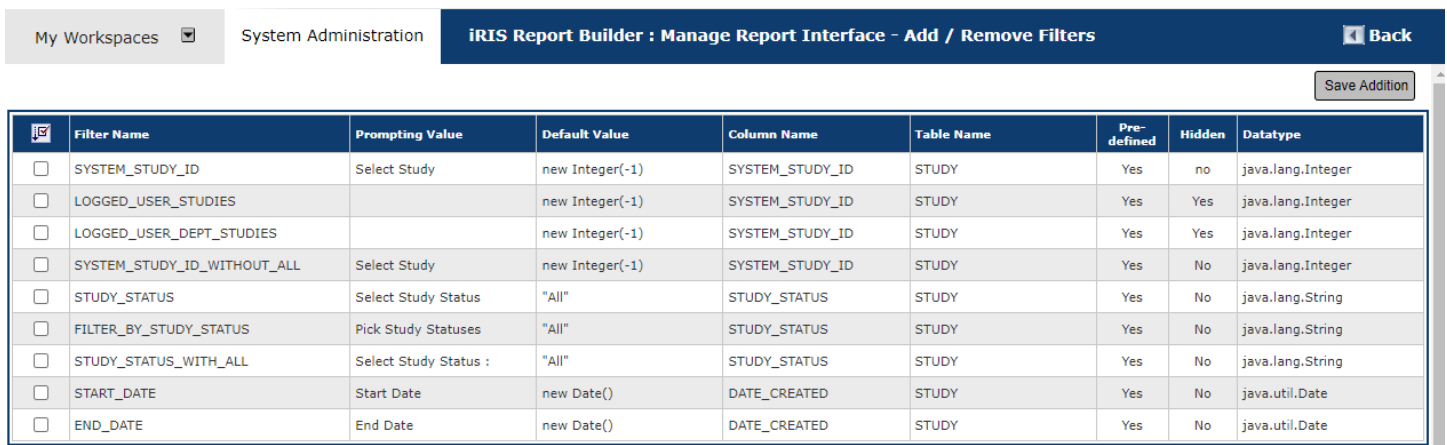 My Workspaces System Administration iRIS Report Builder : Manage Report Interface - Add / Remove Filters Back
Save Addition
Filter Name Prompting Value Default Value Column Name Table Name Pre-defined Hidden Datatype
SYSTEM_STUDY_ID Select Study new Integer(-1) SYSTEM_STUDY_ID STUDY Yes no java.lang.Integer
LOGGED_USER_STUDIES new Integer(-1) SYSTEM_STUDY_ID STUDY Yes Yes java.lang.Integer
LOGGED_USER_DEPT_STUDIES new Integer(-1) SYSTEM_STUDY_ID STUDY Yes Yes java.lang.Integer
SYSTEM_STUDY_ID_WITHOUT_ALL Select Study new Integer(-1) SYSTEM_STUDY_ID STUDY Yes No java.lang.Integer
STUDY_STATUS Select Study Status "All" STUDY_STATUS STUDY Yes No java.lang.String
FILTER_BY_STUDY_STATUS Pick Study Statuses "All" STUDY_STATUS STUDY Yes No java.lang.String
STUDY_STATUS_WITH_ALL Select Study Status : "All" STUDY_STATUS STUDY Yes No java.lang.String
START_DATE Start Date new Date() DATE_CREATED STUDY Yes No java.util.Date
END_DATE End Date new Date() DATE_CREATED STUDY Yes No java.util.Date